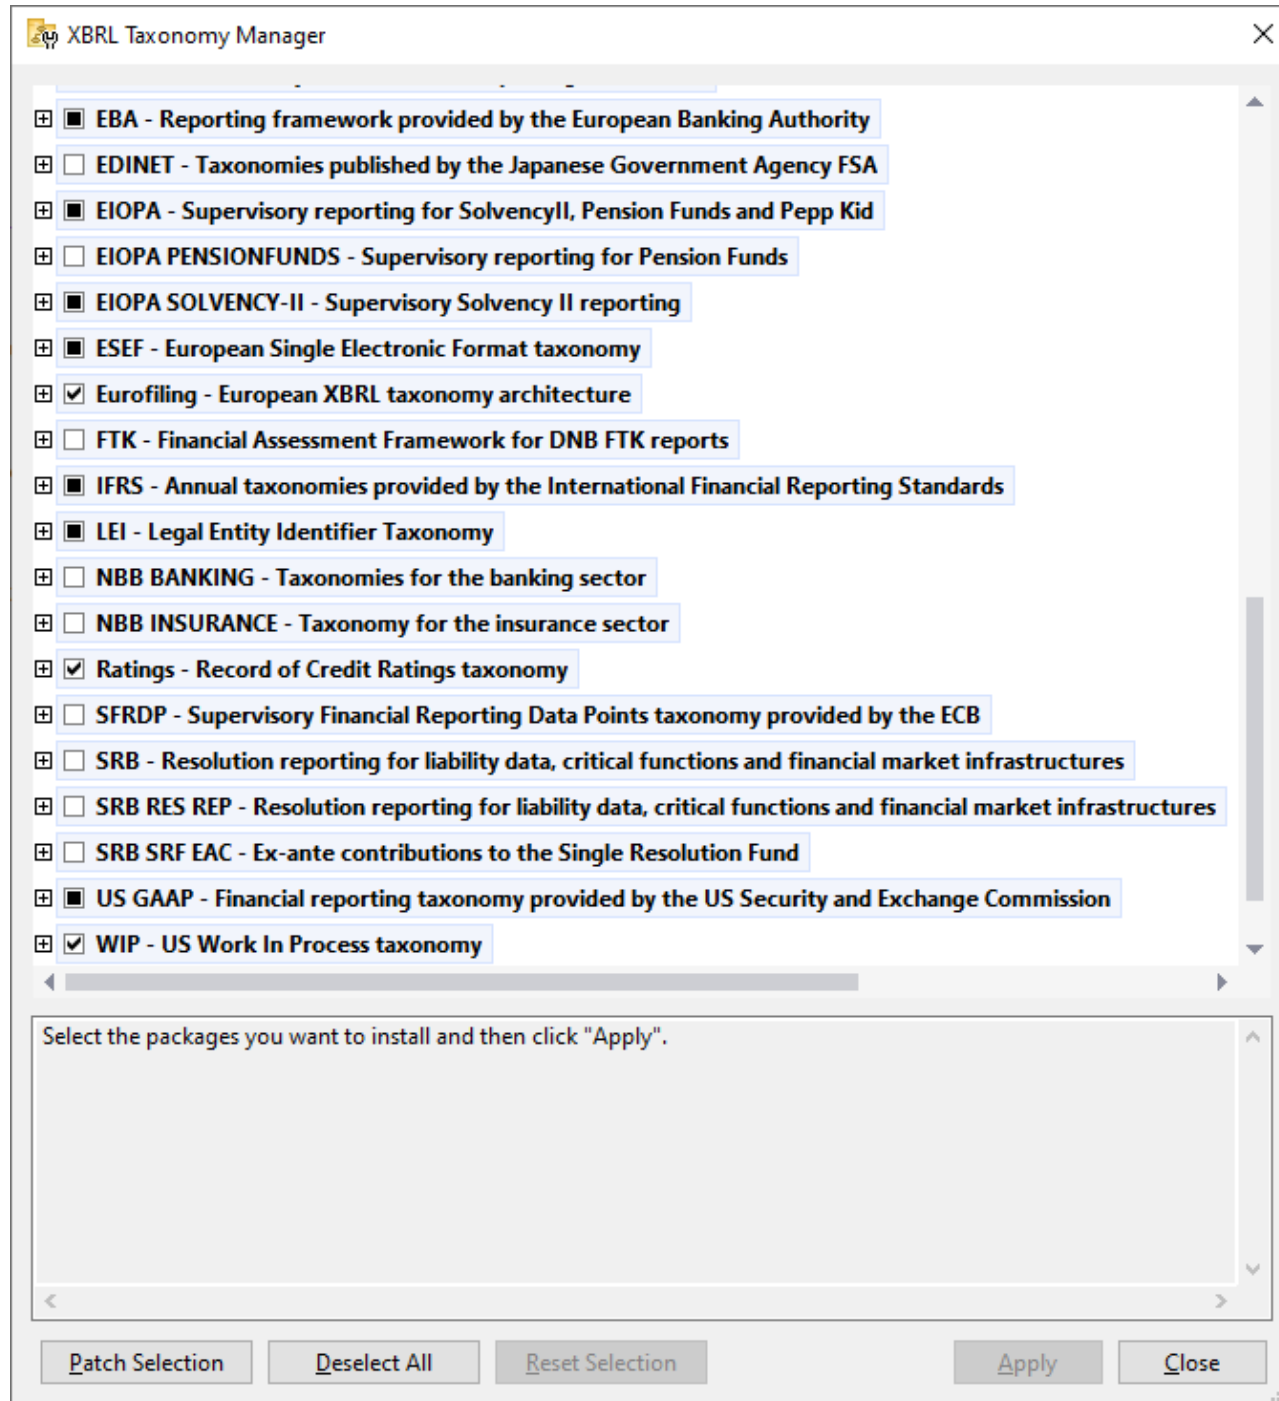 XBRL Taxonomy Manager
EBA - Reporting framework provided by the European Banking Authority
EDINET - Taxonomies published by the Japanese Government Agency FSA
EIOPA - Supervisory reporting for SolvencyII, Pension Funds and Pepp Kid
EIOPA PENSIONFUNDS - Supervisory reporting for Pension Funds
EIOPA SOLVENCY-II - Supervisory Solvency II reporting
ESEF - European Single Electronic Format taxonomy
Eurofiling - European XBRL taxonomy architecture
FTK - Financial Assessment Framework for DNB FTK reports
IFRS - Annual taxonomies provided by the International Financial Reporting Standards
LEI - Legal Entity Identifier Taxonomy
NBB BANKING - Taxonomies for the banking sector
NBB INSURANCE - Taxonomy for the insurance sector
Ratings - Record of Credit Ratings taxonomy
SFRDP - Supervisory Financial Reporting Data Points taxonomy provided by the ECB
SRB - Resolution reporting for liability data, critical functions and financial market infrastructures
SRB RES REP - Resolution reporting for liability data, critical functions and financial market infrastructures
SRB SRF EAC - Ex-ante contributions to the Single Resolution Fund
US GAAP - Financial reporting taxonomy provided by the US Security and Exchange Commission
WIP - US Work In Process taxonomy
Select the packages you want to install and then click "Apply".
Patch Selection Deselect All Reset Selection Apply Close